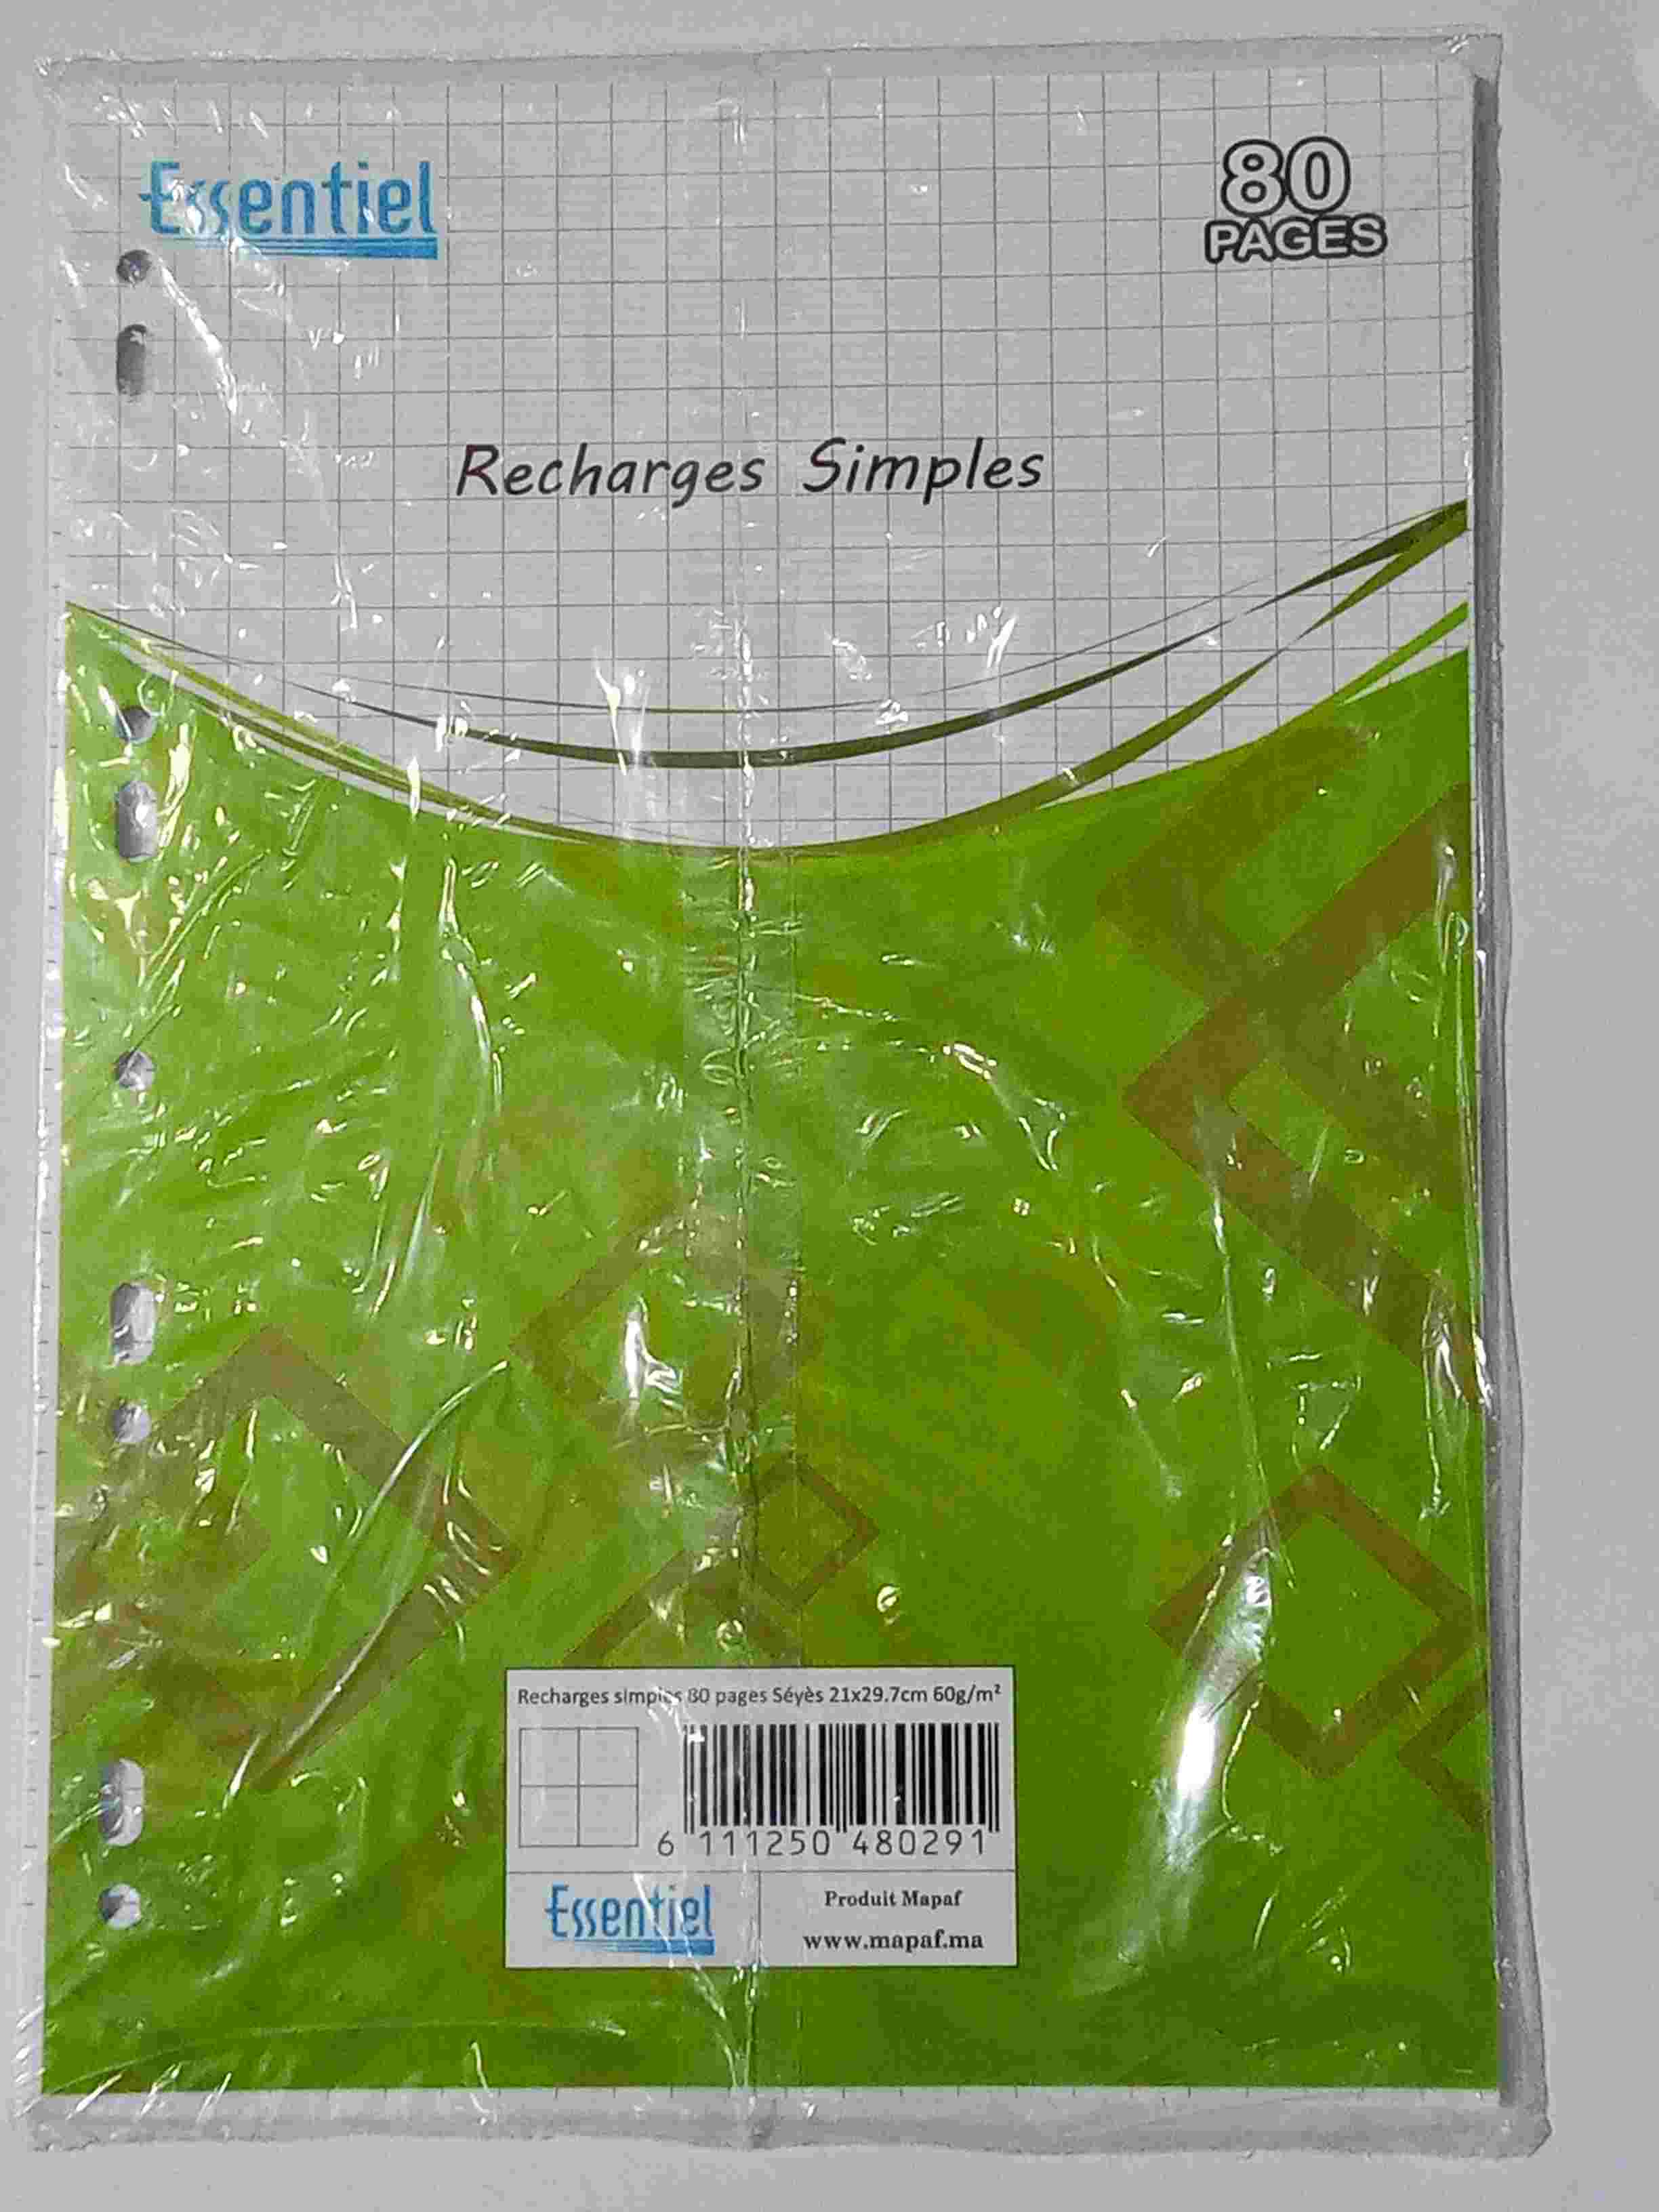 Essentiel
80
PAGES
Recharges Simples
Recharges simples 80 pages Séyès 21x29.7cm 60g/m²
6 111250 480291
Essentiel
Produit Mapaf
www.mapaf.ma